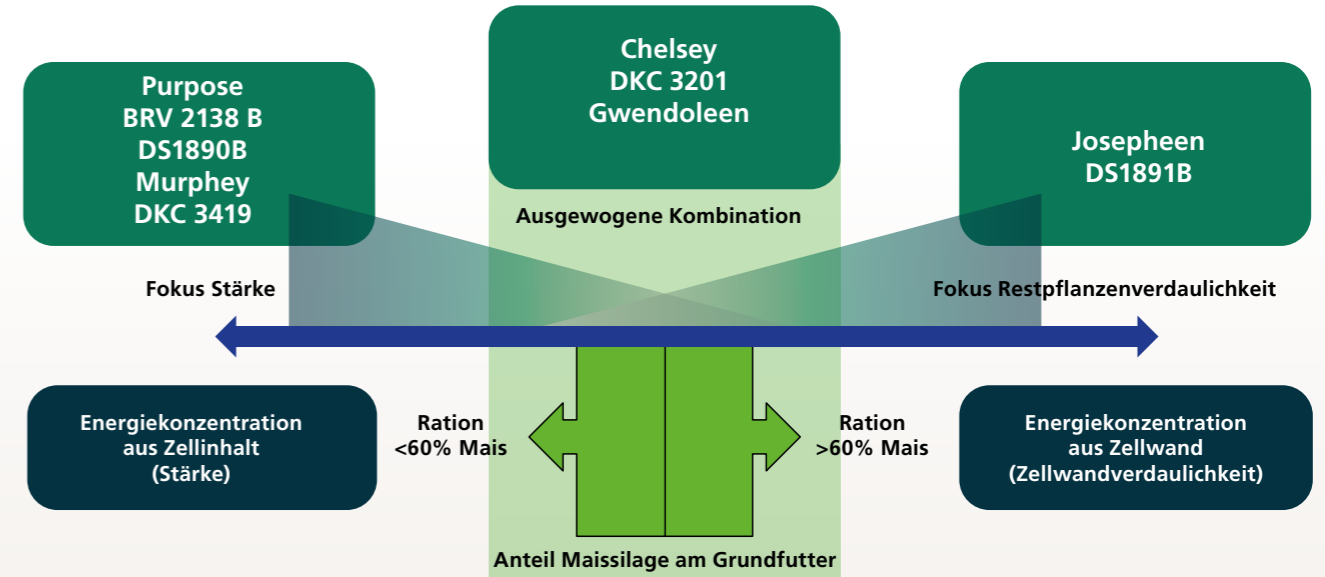 Purpose
BRV 2138 B
DS1890B
Murphey
DKC 3419
Chelsey
DKC 3201
Gwendoleen
Josepheen
DS1891B
Ausgewogene Kombination
Fokus Stärke
Fokus Restpflanzenverdaulichkeit
Energiekonzentration
aus Zellinhalt
(Stärke)
Ration
<60% Mais
Ration
>60% Mais
Energiekonzentration
aus Zellwand
(Zellwandverdaulichkeit)
Anteil Maissilage am Grundfutter